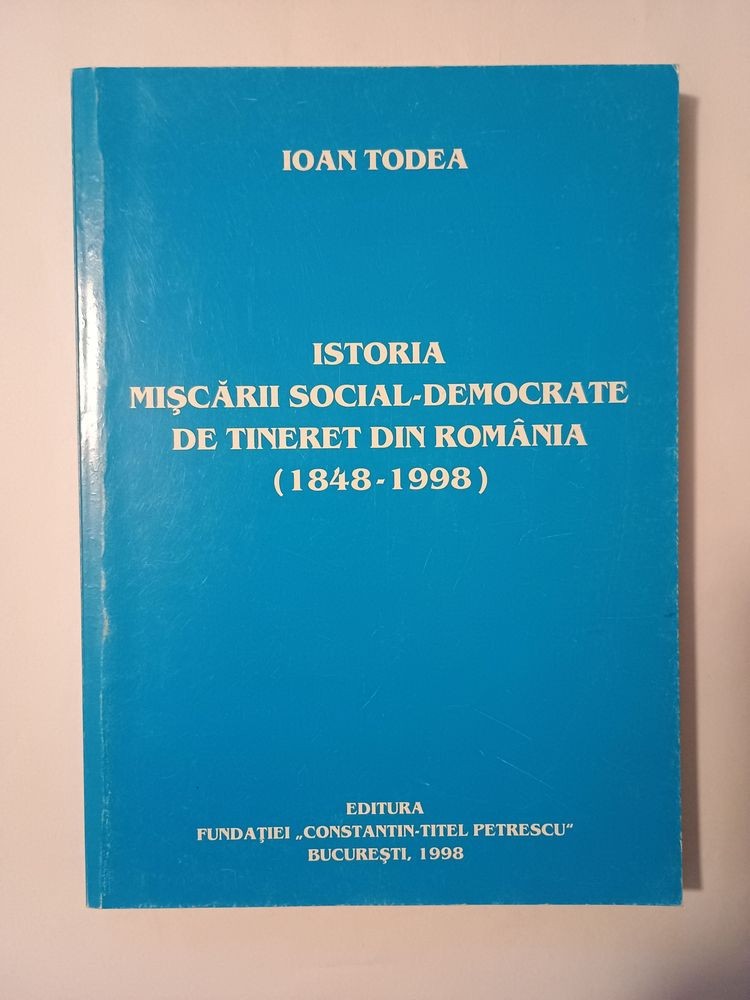 IOAN TODEA
ISTORIA
MIŞCĂRII SOCIAL-DEMOCRATE
DE TINERET DIN ROMÂNIA
(1848-1998)
EDITURA
FUNDAŢIEI „CONSTANTIN-TITEL PETRESCU"
BUCUREŞTI, 1998